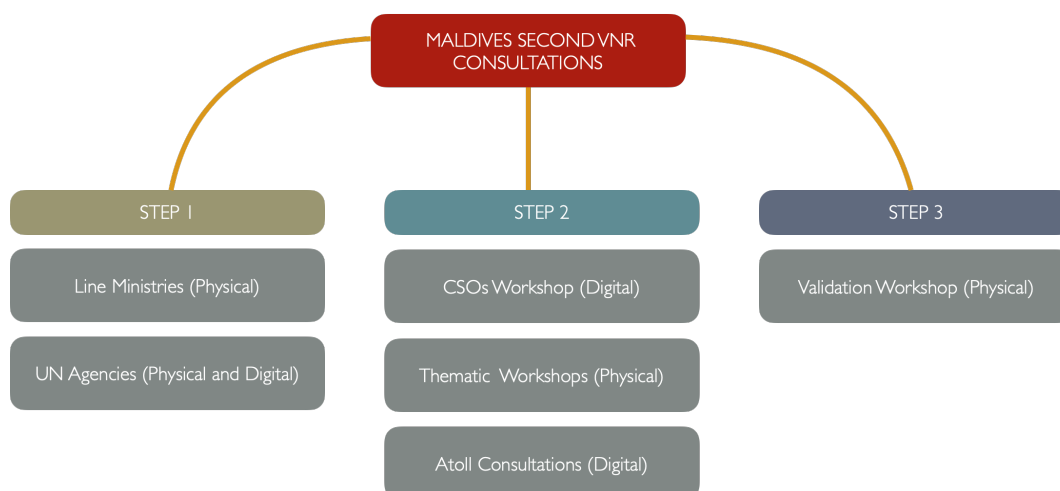 MALDIVES SECOND VNR
CONSULTATIONS
STEP 1
Line Ministries (Physical)
UN Agencies (Physical and Digital)
STEP 2
CSOs Workshop (Digital)
Thematic Workshops (Physical)
Atoll Consultations (Digital)
STEP 3
Validation Workshop (Physical)